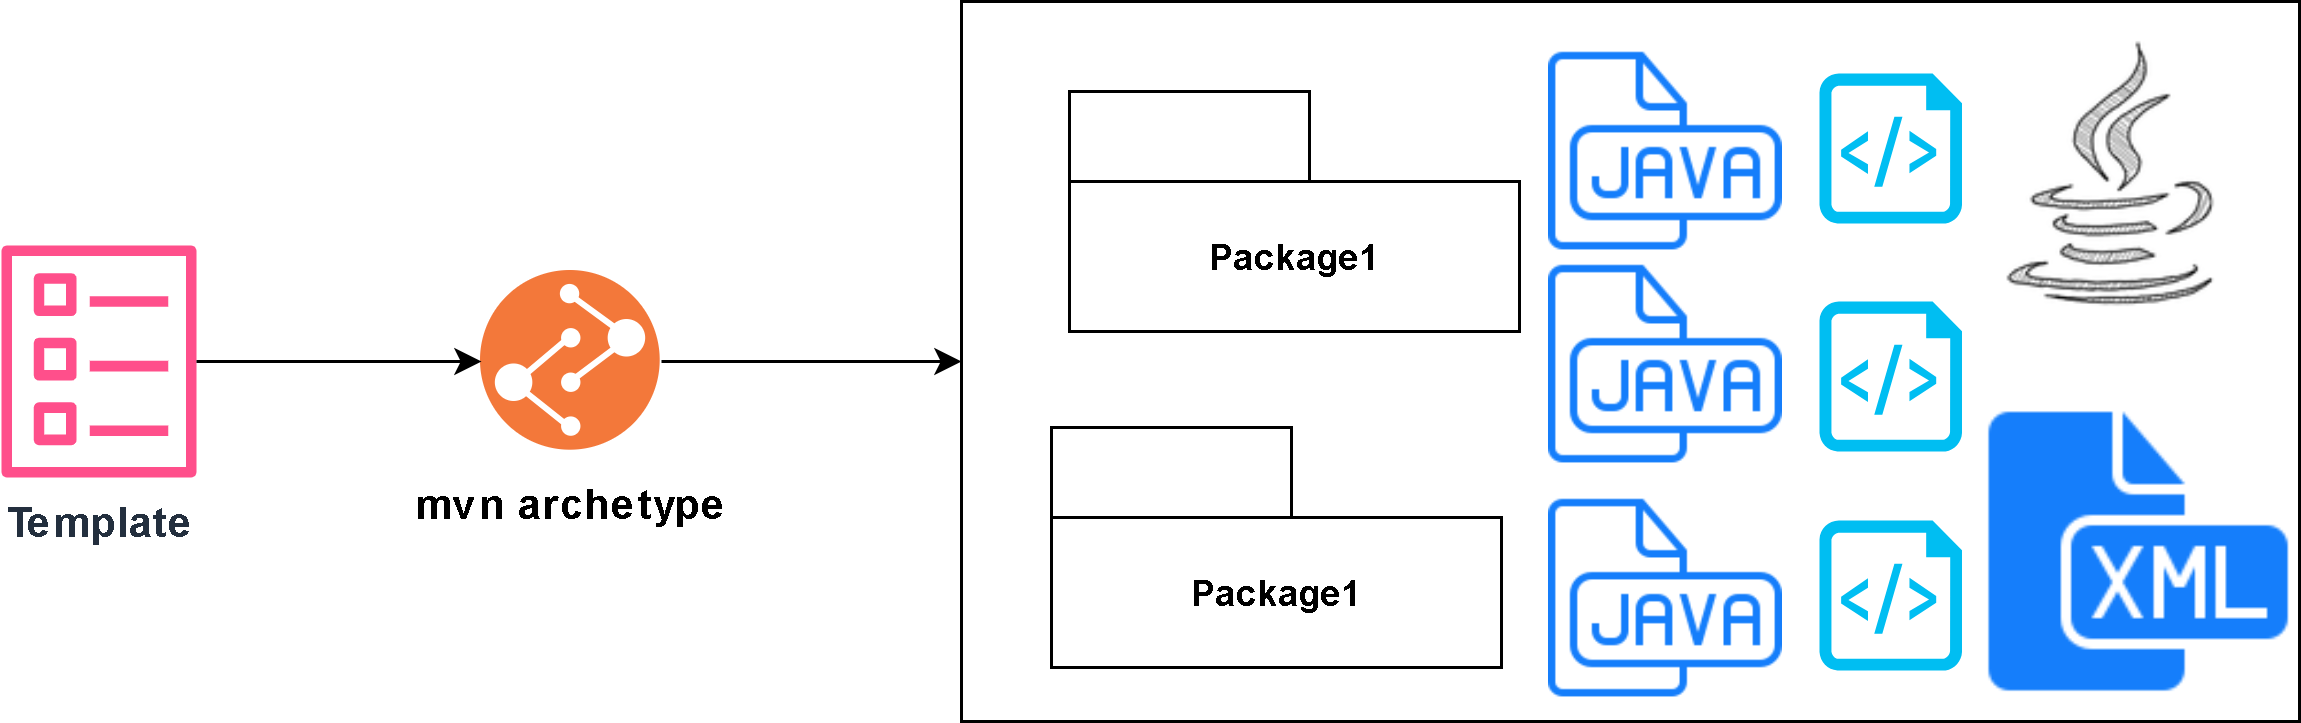 Template
mvn archetype
Package1
Package1
JAVA
</>
JAVA
</>
JAVA
</>
XML